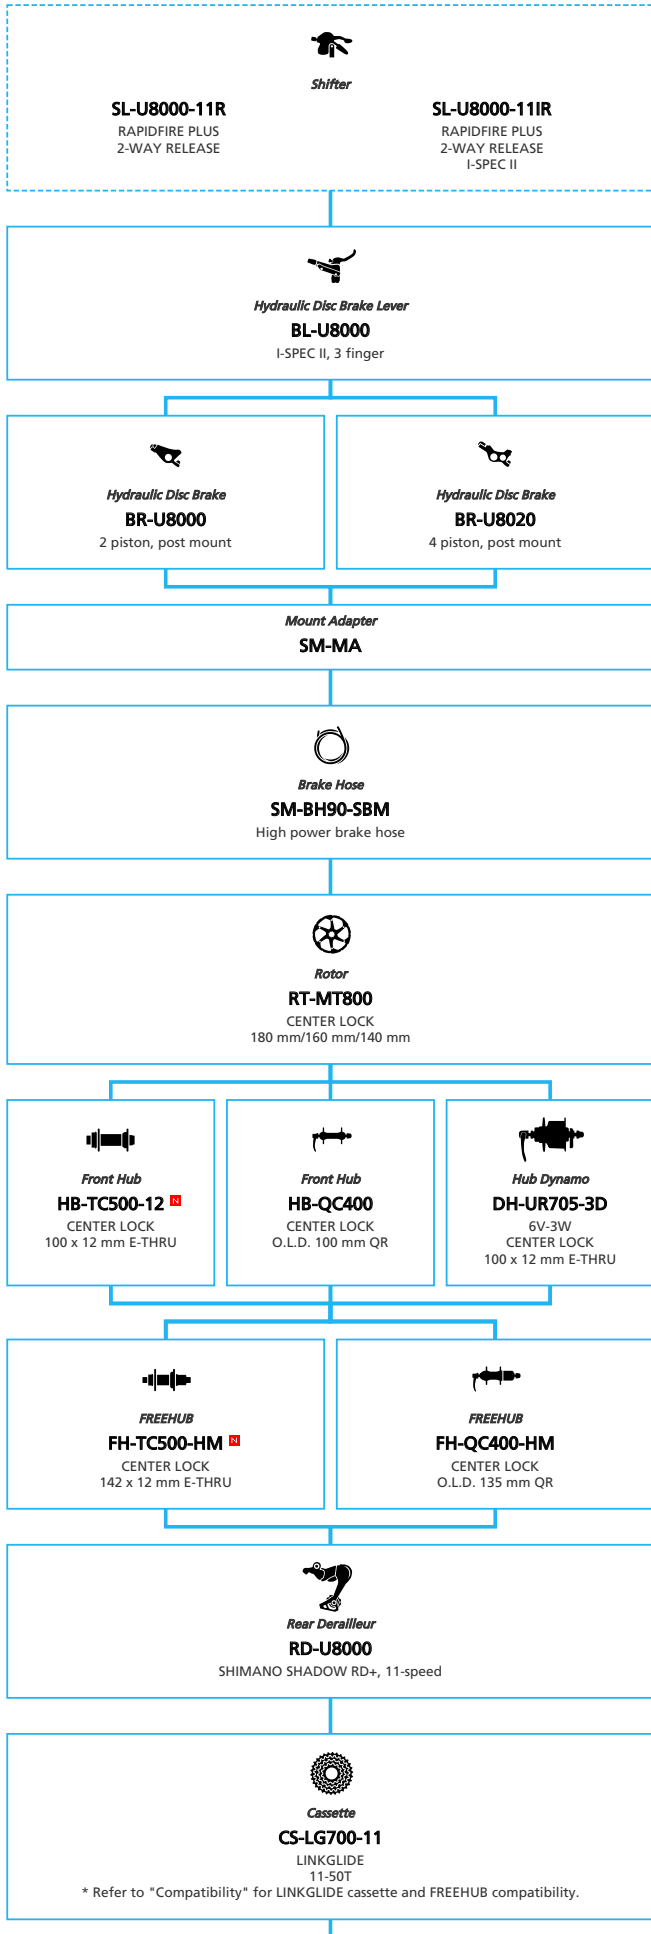 Shifter
SL-U8000-11R
RAPIDFIRE PLUS
2-WAY RELEASE
SL-U8000-11IR
RAPIDFIRE PLUS
2-WAY RELEASE
I-SPEC II
Hydraulic Disc Brake Lever
BL-U8000
I-SPEC II, 3 finger
Hydraulic Disc Brake
BR-U8000
2 piston, post mount
Hydraulic Disc Brake
BR-U8020
4 piston, post mount
Mount Adapter
SM-MA
Brake Hose
SM-BH90-SBM
High power brake hose
Rotor
RT-MT800
CENTER LOCK
180 mm/160 mm/140 mm
Front Hub
HB-TC500-12 N
CENTER LOCK
100 x 12 mm E-THRU
Front Hub
HB-QC400
CENTER LOCK
O.L.D. 100 mm QR
Hub Dynamo
DH-UR705-3D
6V-3W
CENTER LOCK
100 x 12 mm E-THRU
FREEHUB
FH-TC500-HM N
CENTER LOCK
142 x 12 mm E-THRU
FREEHUB
FH-QC400-HM
CENTER LOCK
O.L.D. 135 mm QR
Rear Derailleur
RD-U8000
SHIMANO SHADOW RD+, 11-speed
Cassette
CS-LG700-11
LINKGLIDE
11-50T
* Refer to "Compatibility" for LINKGLIDE cassette and FREEHUB compatibility.